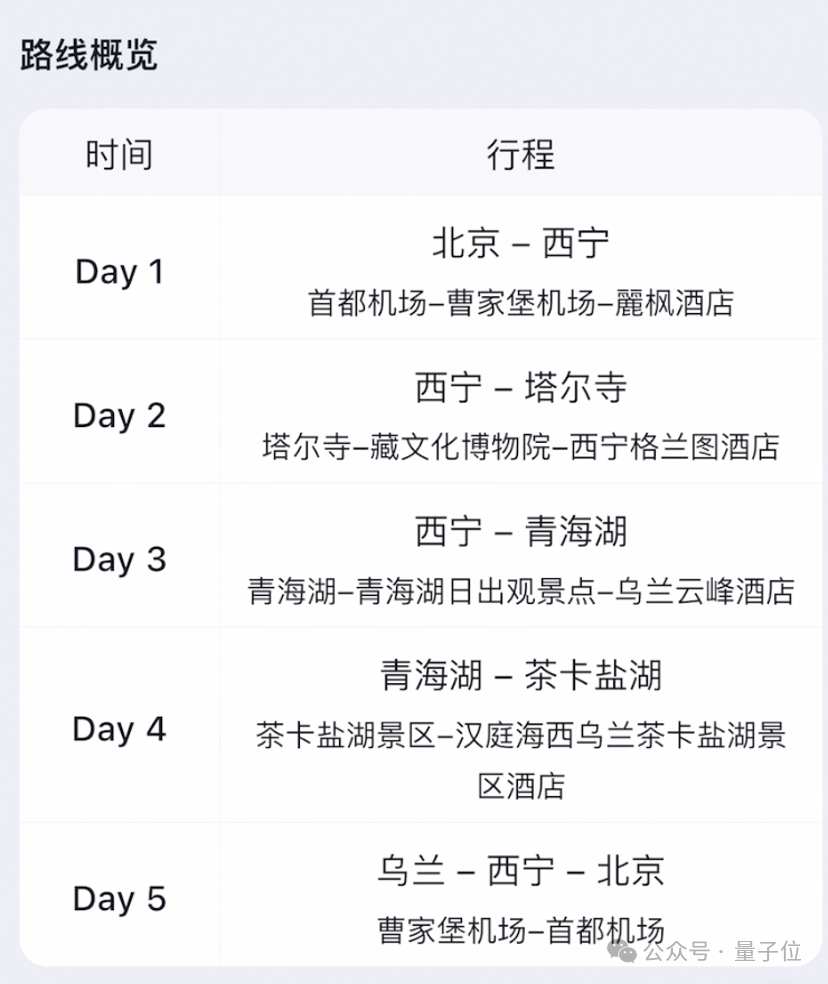 路线概览
时间
行程
Day 1
北京 – 西宁
首都机场–曹家堡机场–麗枫酒店
Day 2
西宁 – 塔尔寺
塔尔寺–藏文化博物院–西宁格兰图酒店
Day 3
西宁 – 青海湖
青海湖–青海湖日出观景点–乌兰云峰酒店
Day 4
青海湖 – 茶卡盐湖
茶卡盐湖景区–汉庭海西乌兰茶卡盐湖景
区酒店
Day 5
乌兰 – 西宁 – 北京
曹家堡机场–首都机场
公众号 · 量子位